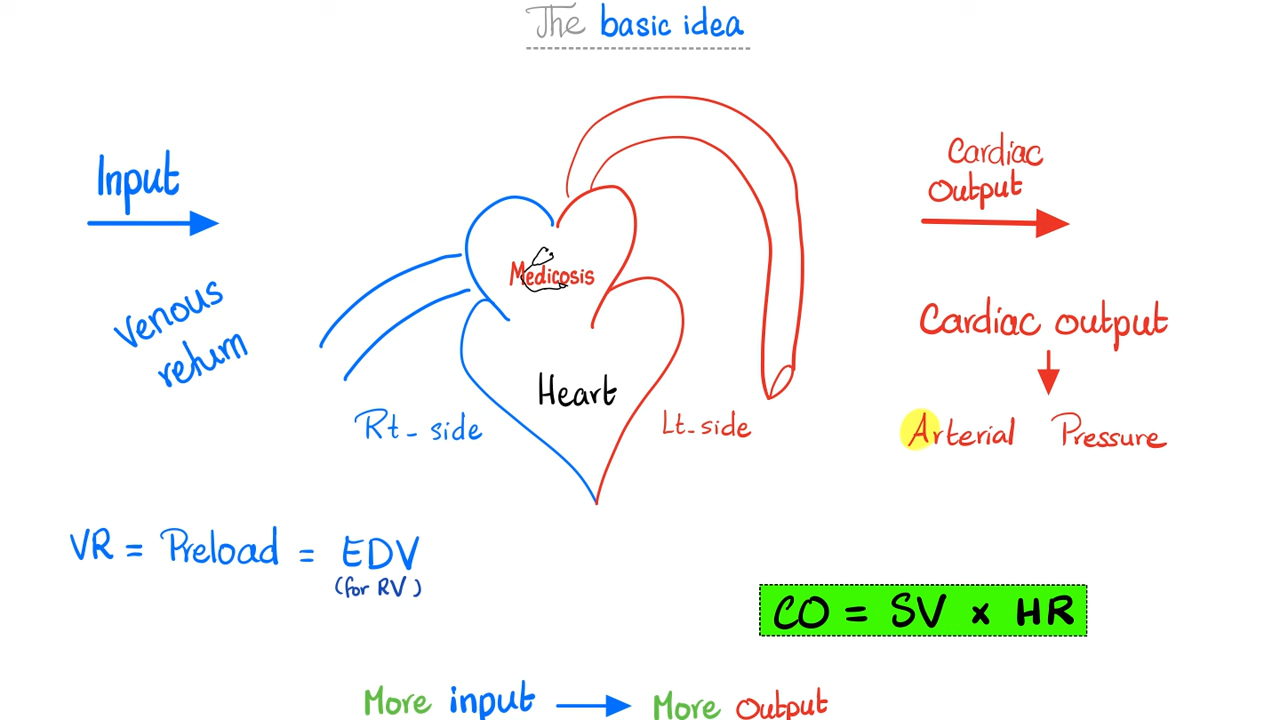 The basic idea
Input
Venous
return
Medicosis
Heart
Rt-side
Lt-side
Cardiac
Output
Cardiac output
Arterial Pressure
VR = Preload = EDV
(for RV)
CO = SV x HR
More input → More Output